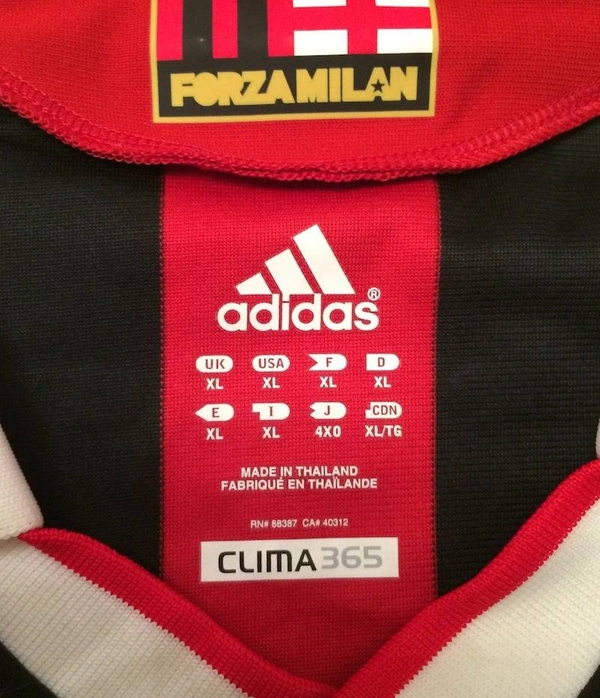 FORZA MILAN
adidas®
UK USA F D
XL XL XL XL
E I J CDN
XL XL 4XO XL/TG
MADE IN THAILAND
FABRIQUÉ EN THAÏLANDE
RN# 88387 CA# 40312
CLIMA365